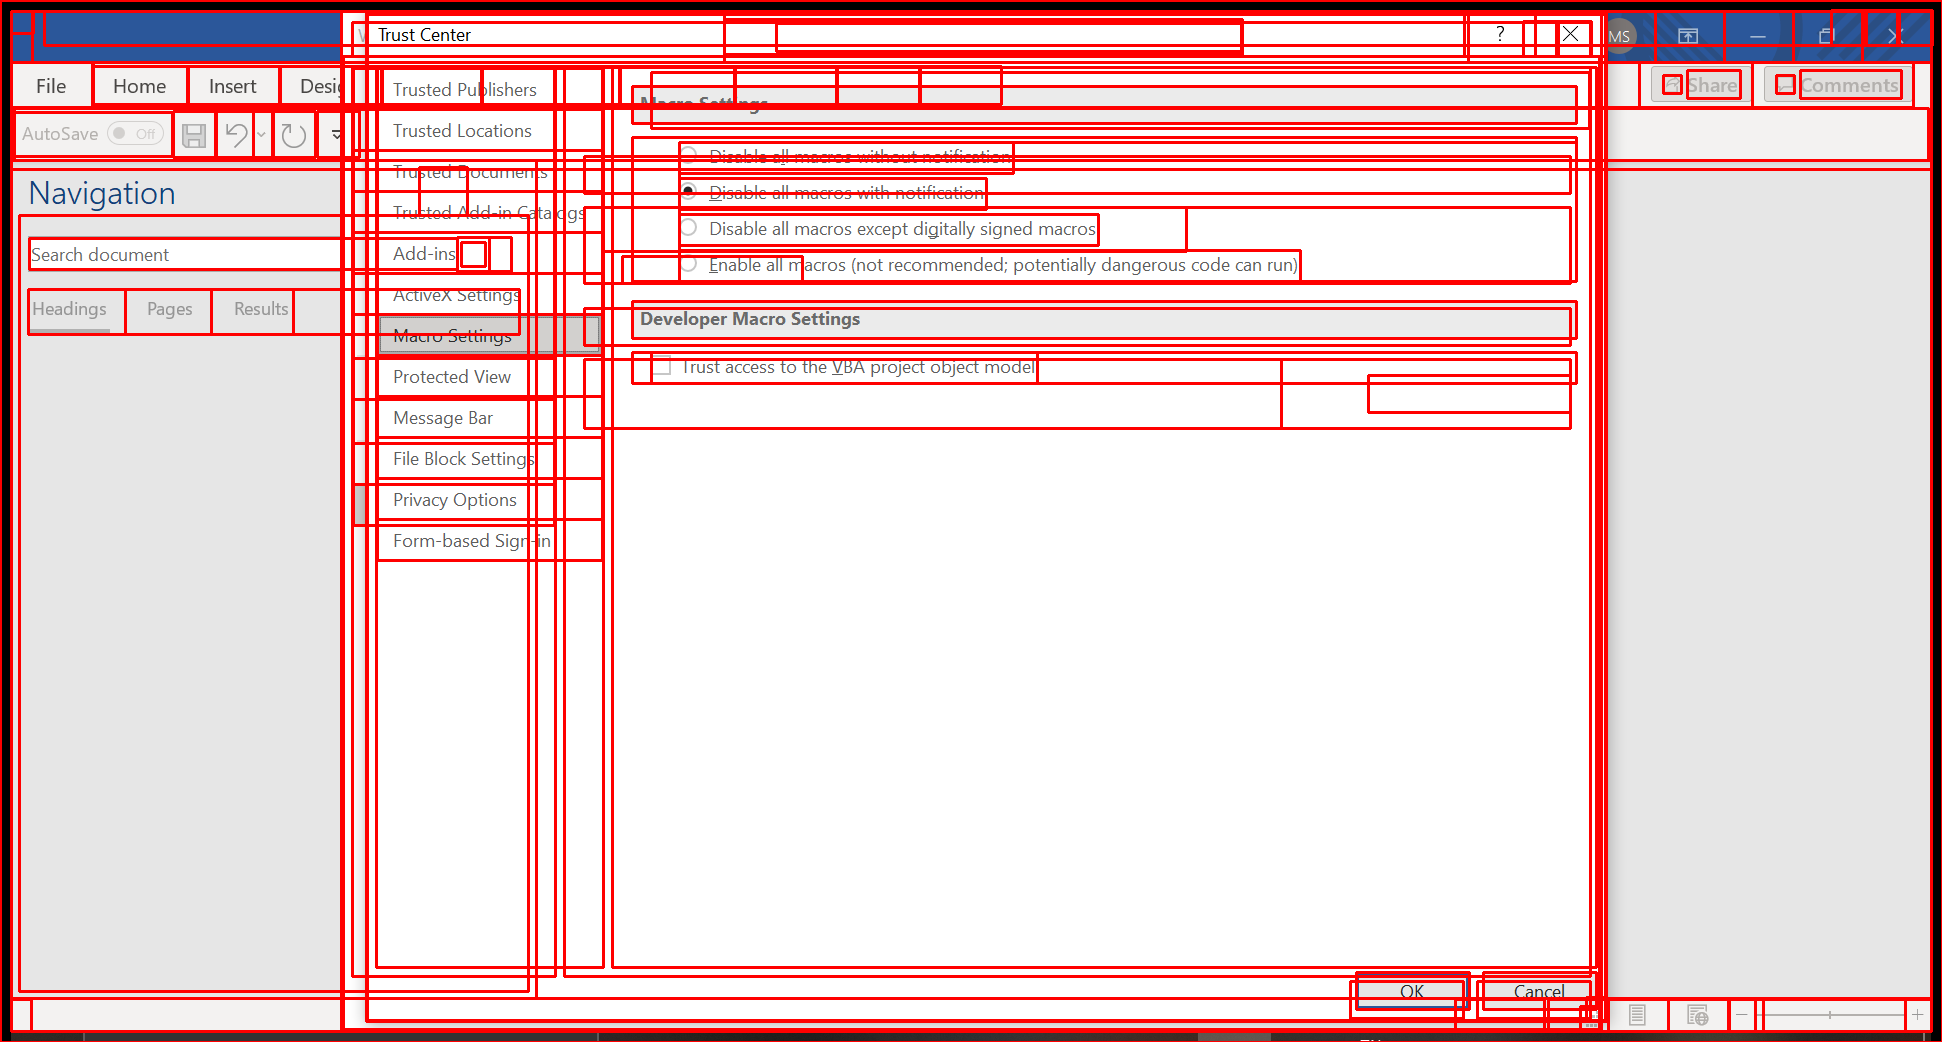 Trust Center
?
MS
File
Home
Insert
Share
Comments
AutoSave
Off
Navigation
Search document
Headings
Pages
Results
Trusted Publishers
Trusted Locations
Trusted Documents
Trusted Add-in Catalogs
Add-ins
ActiveX Settings
Macro Settings
Protected View
Message Bar
File Block Settings
Privacy Options
Form-based Sign-in
Macro Settings
Disable all macros without notification
Disable all macros with notification
Disable all macros except digitally signed macros
Enable all macros (not recommended; potentially dangerous code can run)
Developer Macro Settings
Trust access to the VBA project object model
OK
Cancel